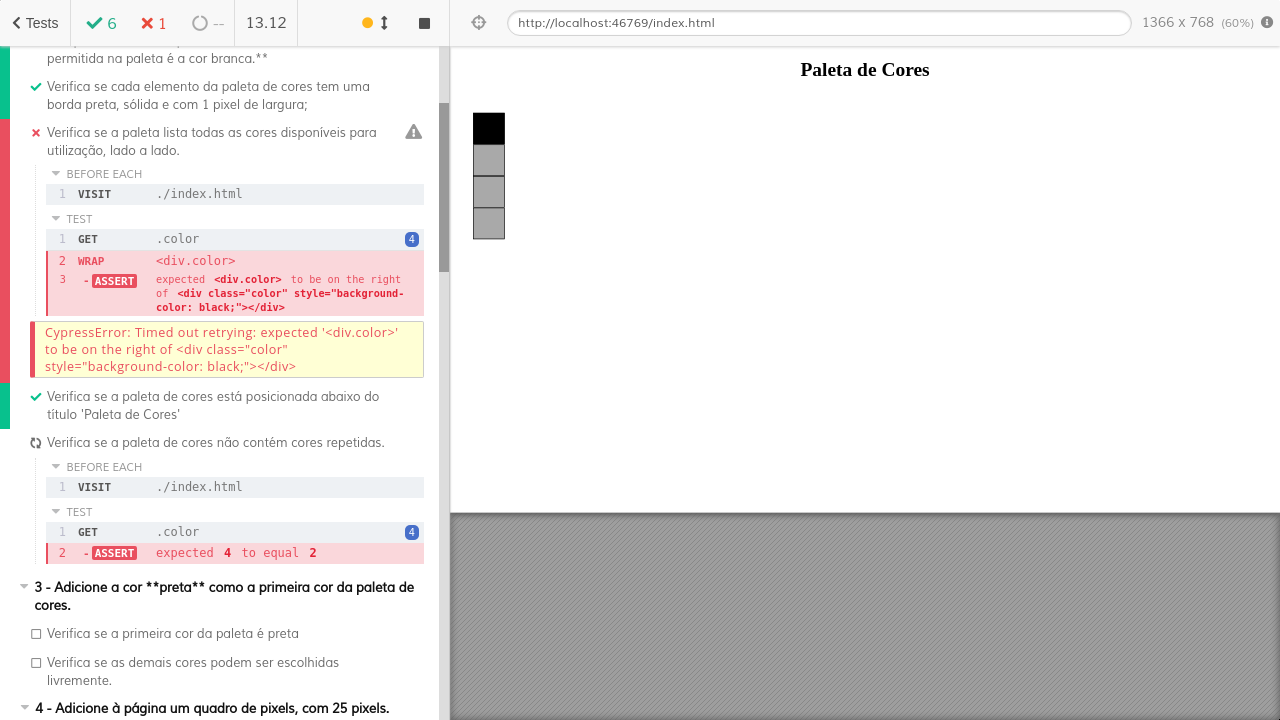 Tests
6
1
--
13.12
http://localhost:46769/index.html
1366 x 768 (60%)
permitida na paleta é a cor branca.**
Verifica se cada elemento da paleta de cores tem uma
borda preta, sólida e com 1 pixel de largura;
Verifica se a paleta lista todas as cores disponíveis para
utilização, lado a lado.
BEFORE EACH
1 VISIT ./index.html
TEST
1 GET .color 4
2 WRAP <div.color>
3 -ASSERT expected <div.color> to be on the right
of <div class="color" style="background-
color: black;"></div>
CypressError: Timed out retrying: expected '<div.color>'
to be on the right of <div class="color"
style="background-color: black;"></div>
Verifica se a paleta de cores está posicionada abaixo do
título 'Paleta de Cores'
Verifica se a paleta de cores não contém cores repetidas.
BEFORE EACH
1 VISIT ./index.html
TEST
1 GET .color 4
2 -ASSERT expected 4 to equal 2
3 - Adicione a cor **preta** como a primeira cor da paleta de
cores.
Verifica se a primeira cor da paleta é preta
Verifica se as demais cores podem ser escolhidas
livremente.
4 - Adicione à página um quadro de pixels, com 25 pixels.
Paleta de Cores